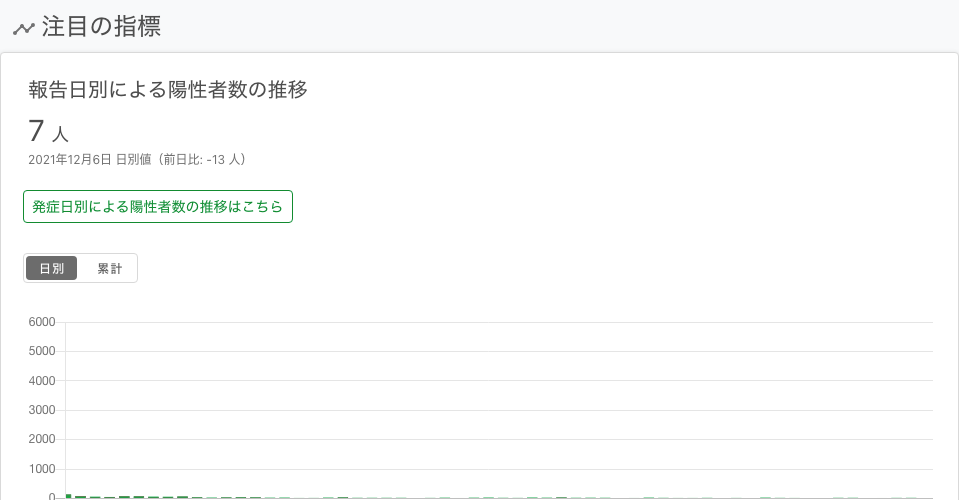 注目の指標
報告日別による陽性者数の推移
7 人
2021年12月6日 日別値（前日比: -13 人）
発症日別による陽性者数の推移はこちら
日別 累計
6000
5000
4000
3000
2000
1000
0